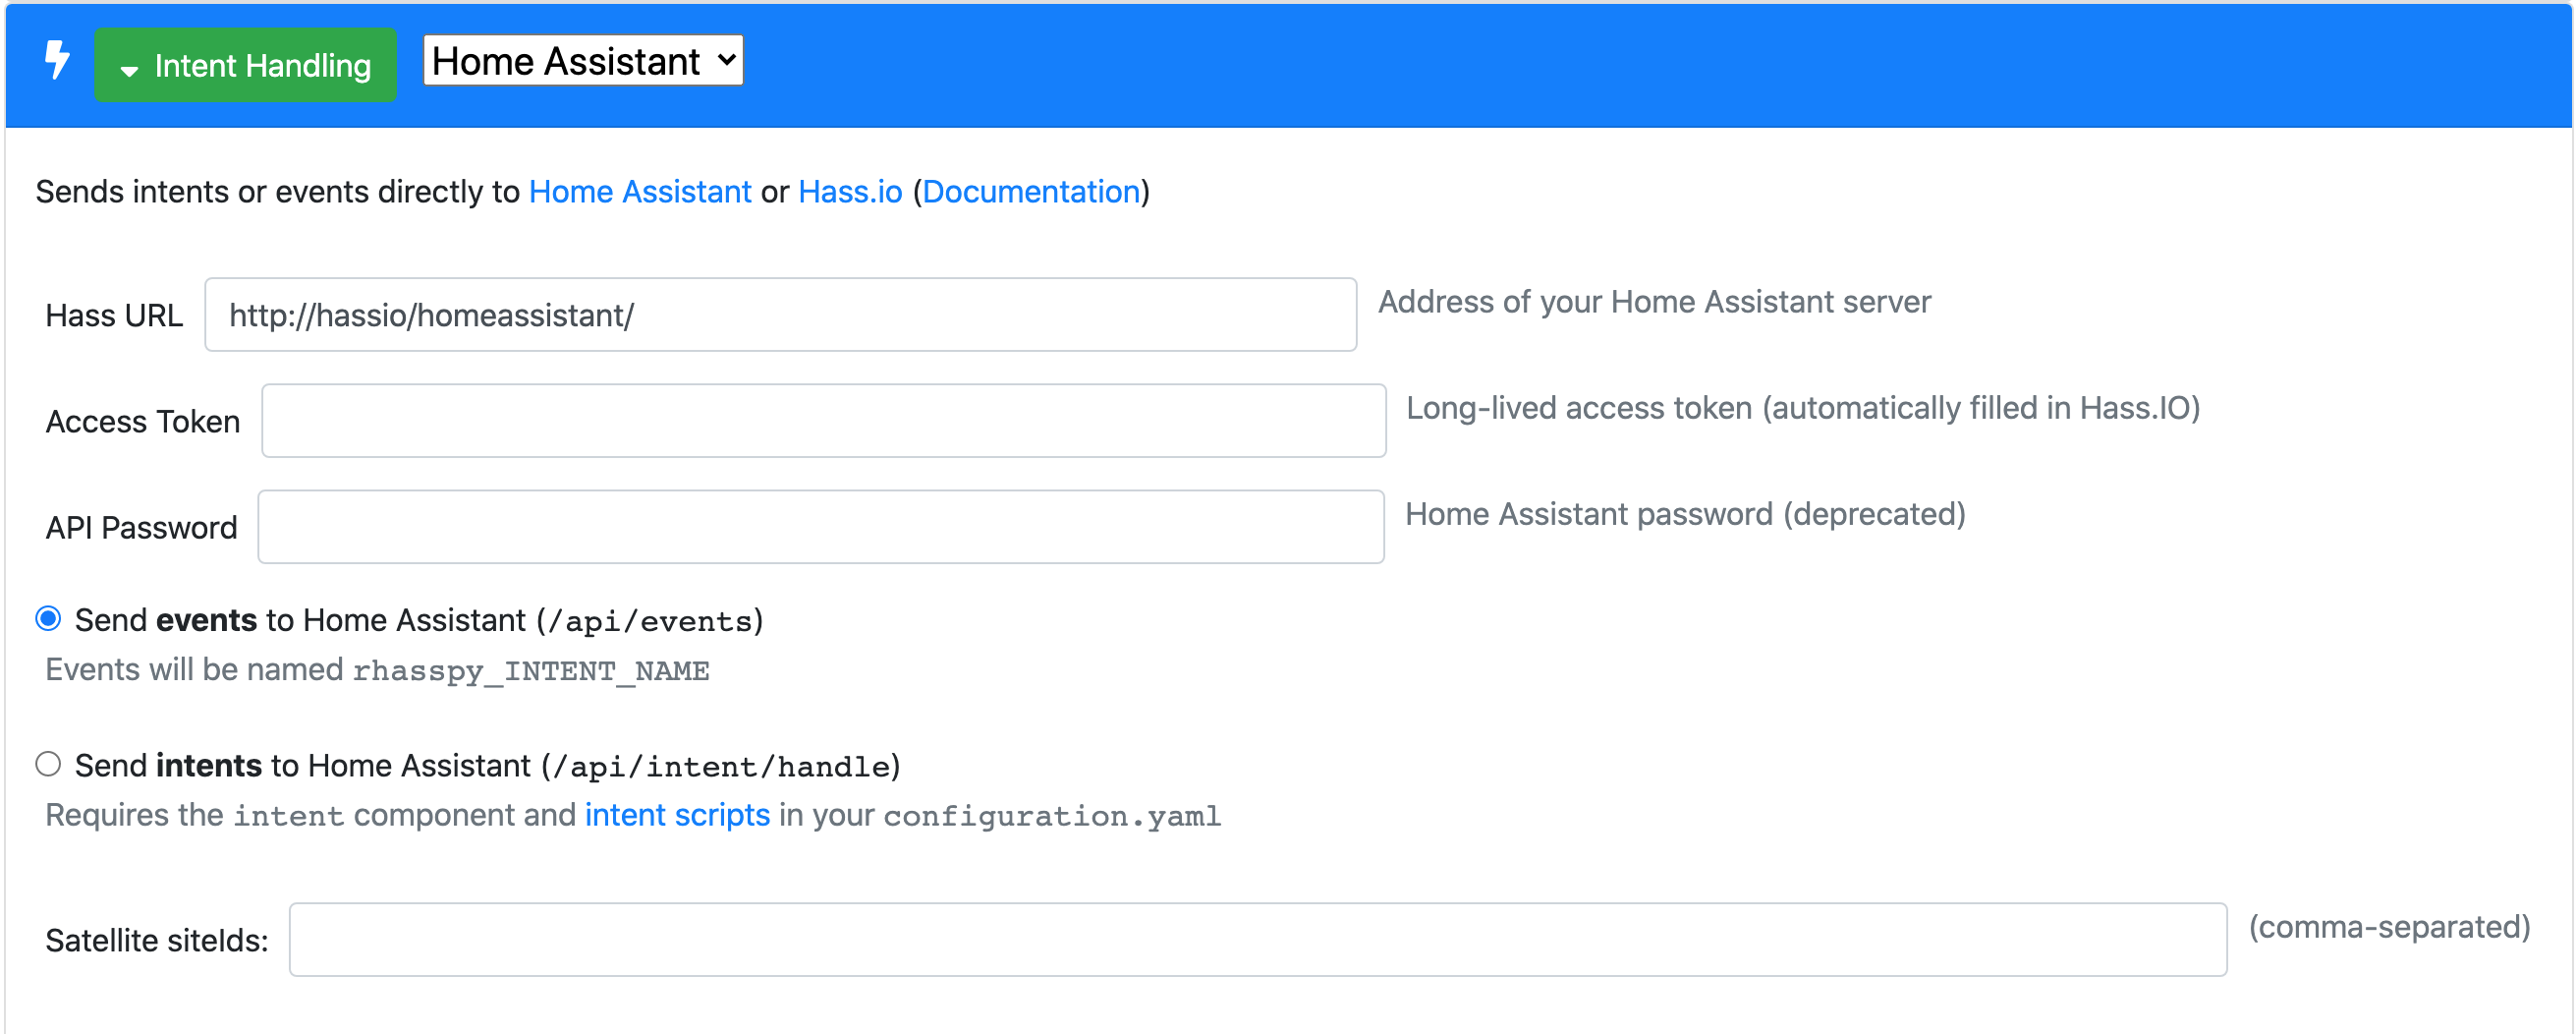 Intent Handling Home Assistant
Sends intents or events directly to Home Assistant or Hass.io (Documentation)
Hass URL http://hassio/homeassistant/ Address of your Home Assistant server
Access Token Long-lived access token (automatically filled in Hass.IO)
API Password Home Assistant password (deprecated)
Send events to Home Assistant (/api/events)
Events will be named rhasspy_INTENT_NAME
Send intents to Home Assistant (/api/intent/handle)
Requires the intent component and intent scripts in your configuration.yaml
Satellite siteIds: (comma-separated)